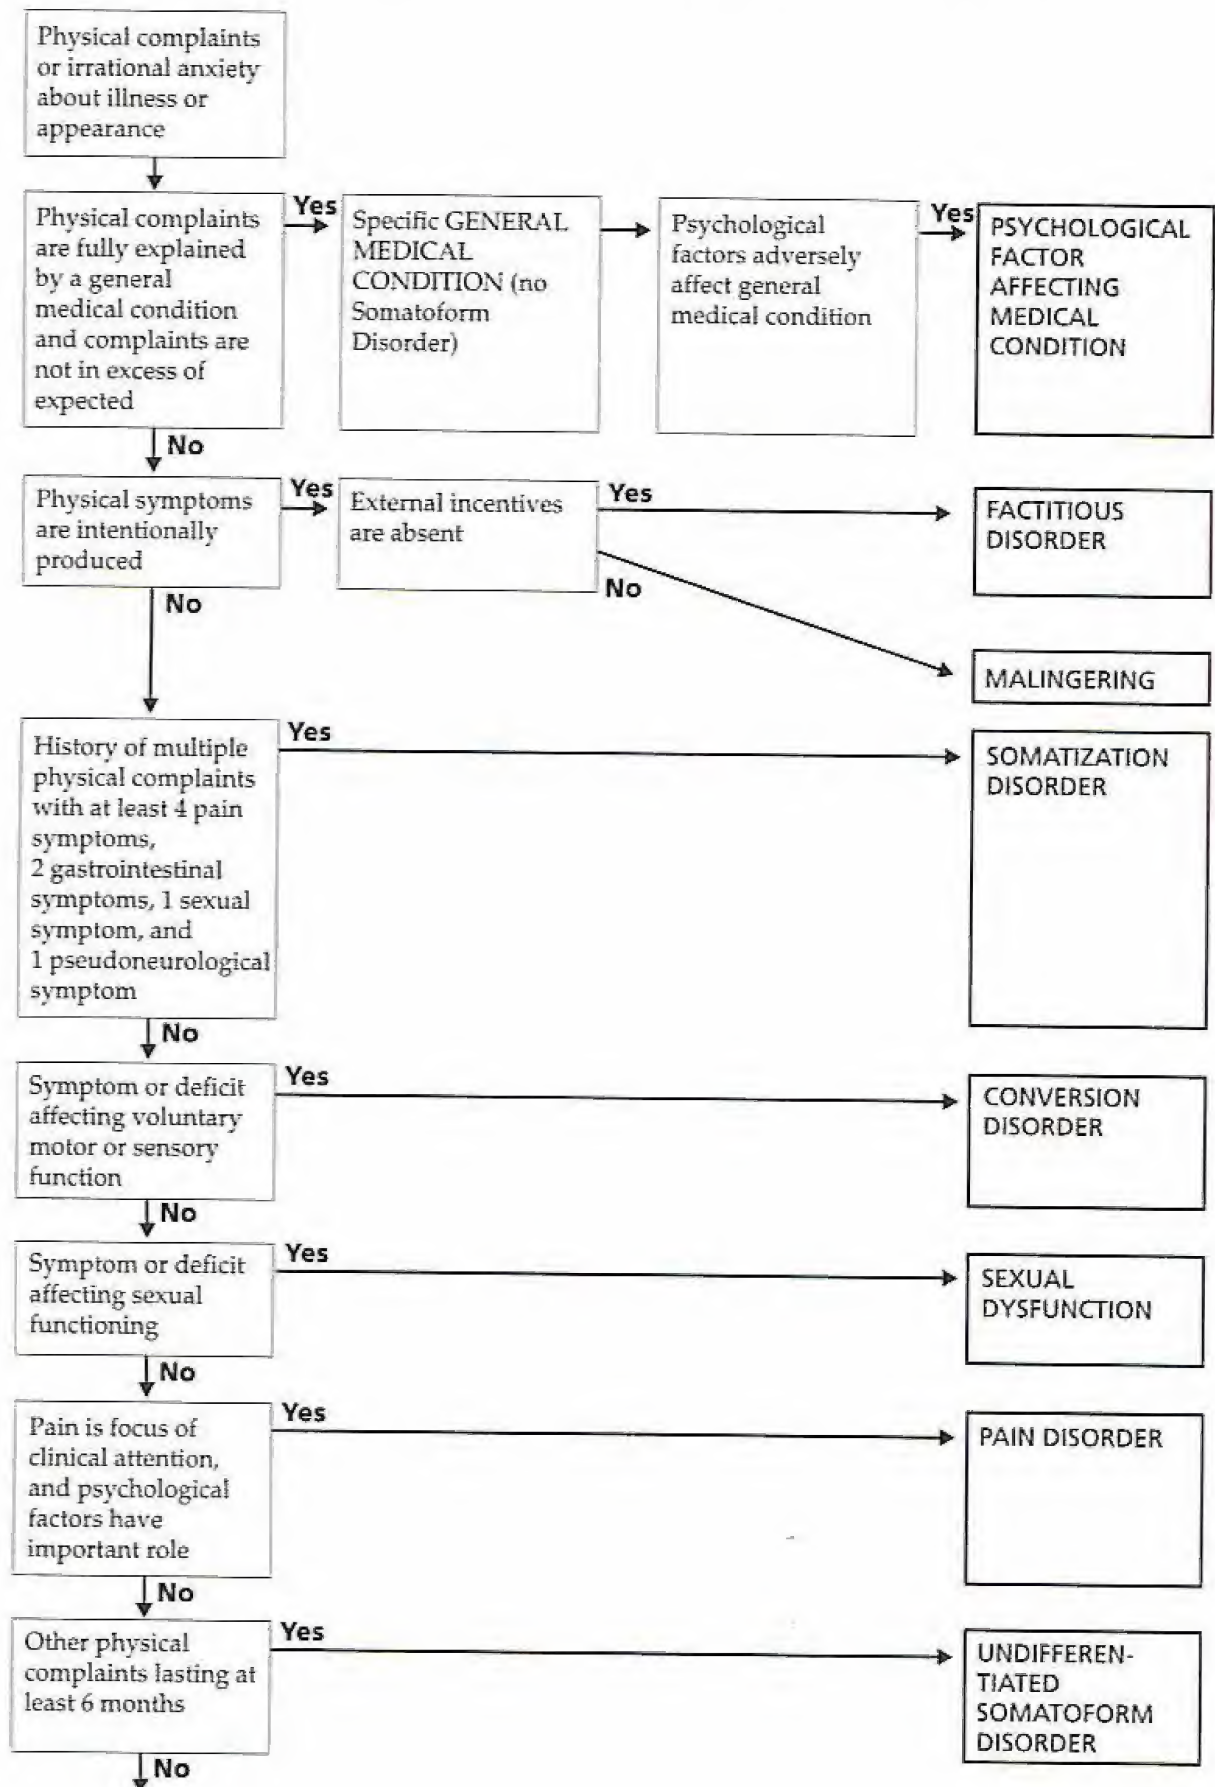 Physical complaints
or irrational anxiety
about illness or
appearance
Physical complaints
are fully explained
by a general
medical condition
and complaints are
not in excess of
expected
Yes
Specific GENERAL
MEDICAL
CONDITION (no
Somatoform
Disorder)
Psychological
factors adversely
affect general
medical condition
Yes
PSYCHOLOGICAL
FACTOR
AFFECTING
MEDICAL
CONDITION
No
Physical symptoms
are intentionally
produced
Yes
External incentives
are absent
Yes
FACTITIOUS
DISORDER
No
No
MALINGERING
History of multiple
physical complaints
with at least 4 pain
symptoms,
2 gastrointestinal
symptoms, 1 sexual
symptom, and
1 pseudoneurological
symptom
Yes
SOMATIZATION
DISORDER
No
Symptom or deficit
affecting voluntary
motor or sensory
function
Yes
CONVERSION
DISORDER
No
Symptom or deficit
affecting sexual
functioning
Yes
SEXUAL
DYSFUNCTION
No
Pain is focus of
clinical attention,
and psychological
factors have
important role
Yes
PAIN DISORDER
No
Other physical
complaints lasting at
least 6 months
Yes
UNDIFFEREN-
TIATED
SOMATOFORM
DISORDER
No